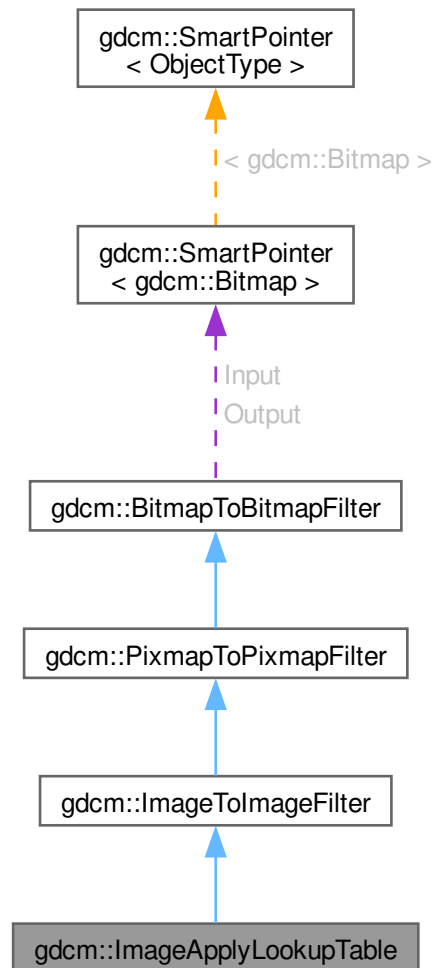 gdcm::SmartPointer
< ObjectType >
< gdcm::Bitmap >
gdcm::SmartPointer
< gdcm::Bitmap >
Input
Output
gdcm::BitmapToBitmapFilter
gdcm::PixmapToPixmapFilter
gdcm::ImageToImageFilter
gdcm::ImageApplyLookupTable